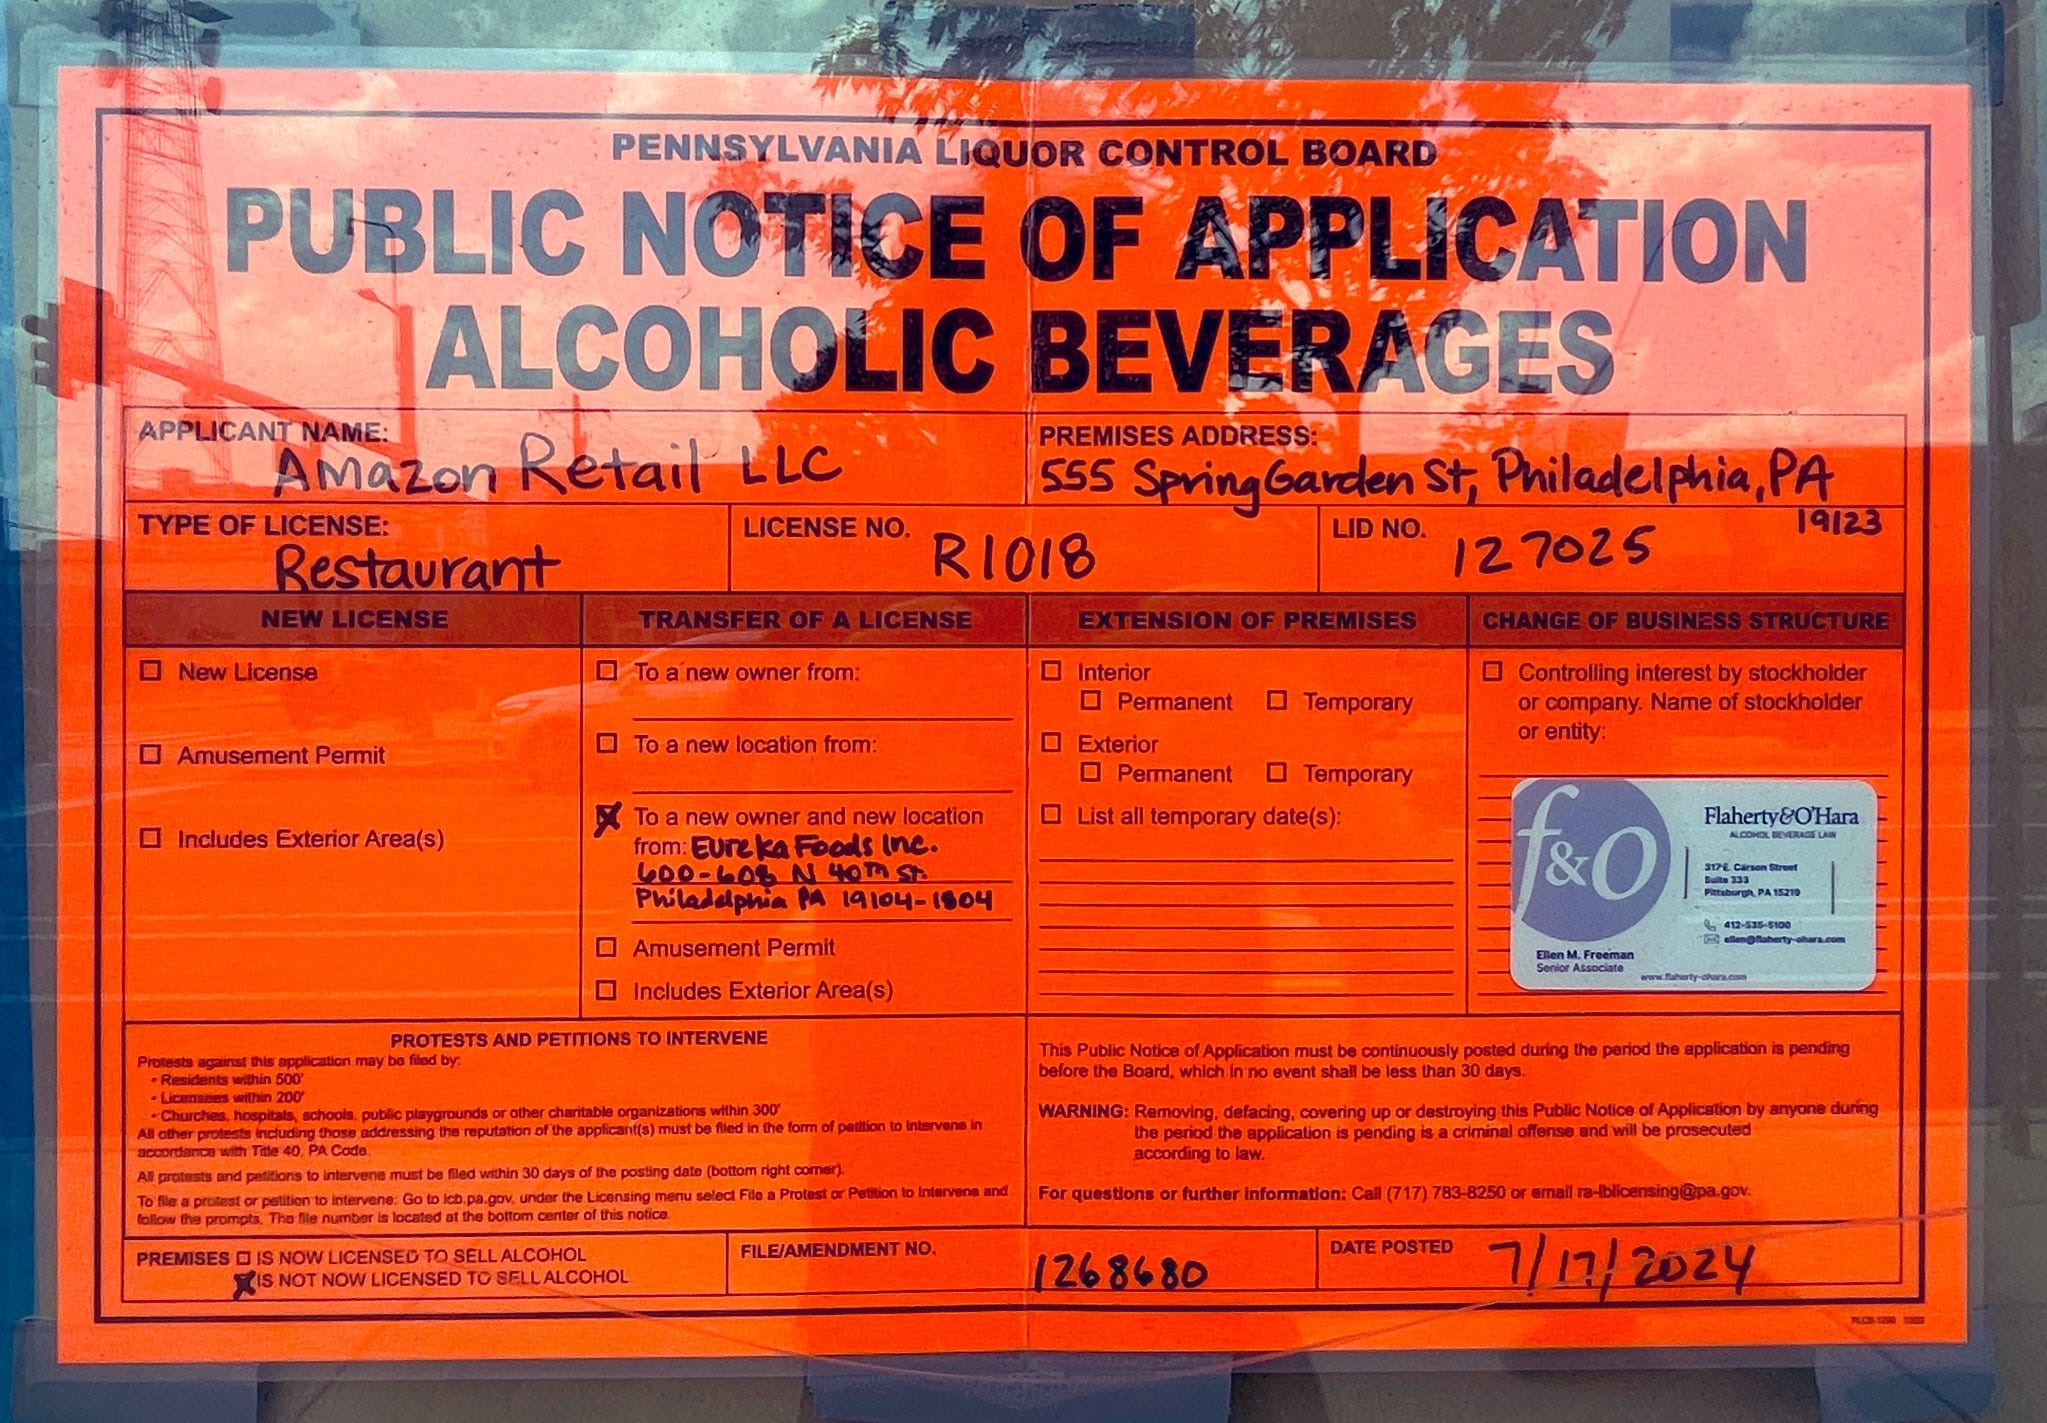 PENNSYLVANIA LIQUOR CONTROL BOARD
PUBLIC NOTICE OF APPLICATION
ALCOHOLIC BEVERAGES
APPLICANT NAME:
Amazon Retail LLC
PREMISES ADDRESS:
555 Spring Garden St, Philadelphia, PA
19123
TYPE OF LICENSE:
Restaurant
LICENSE NO. R1018
LID NO. 127025
NEW LICENSE
New License
Amusement Permit
Includes Exterior Area(s)
TRANSFER OF A LICENSE
To a new owner from:
To a new location from:
To a new owner and new location
from: Eureka Foods Inc.
600-608 N 40TH St.
Philadelphia PA 19104-1804
Amusement Permit
Includes Exterior Area(s)
EXTENSION OF PREMISES
Interior
Permanent Temporary
Exterior
Permanent Temporary
List all temporary date(s):
CHANGE OF BUSINESS STRUCTURE
Controlling interest by stockholder
or company. Name of stockholder
or entity:
f&O
Flaherty&O'Hara
ALCOHOL BEVERAGE LAW
317 E. Carson Street
Suite 333
Pittsburgh, PA 15219
412-535-5100
ellen@flaherty-ohara.com
Ellen M. Freeman
Senior Associate
www.flaherty-ohara.com
PROTESTS AND PETITIONS TO INTERVENE
Protests against this application may be filed by:
• Residents within 500'
• Licensees within 200'
• Churches, hospitals, schools, public playgrounds or other charitable organizations within 300'
All other protests including those addressing the reputation of the applicant(s) must be filed in the form of petition to intervene in
accordance with Title 40, PA Code.
All protests and petitions to intervene must be filed within 30 days of the posting date (bottom right corner).
To file a protest or petition to intervene: Go to lcb.pa.gov, under the Licensing menu select File a Protest or Petition to Intervene and
follow the prompts. The file number is located at the bottom center of this notice.
This Public Notice of Application must be continuously posted during the period the application is pending
before the Board, which in no event shall be less than 30 days.
WARNING: Removing, defacing, covering up or destroying this Public Notice of Application by anyone during
the period the application is pending is a criminal offense and will be prosecuted
according to law.
For questions or further information: Call (717) 783-8250 or email ra-lblicensing@pa.gov.
PREMISES IS NOW LICENSED TO SELL ALCOHOL
IS NOT NOW LICENSED TO SELL ALCOHOL
FILE/AMENDMENT NO. 1268680
DATE POSTED 7/17/2024